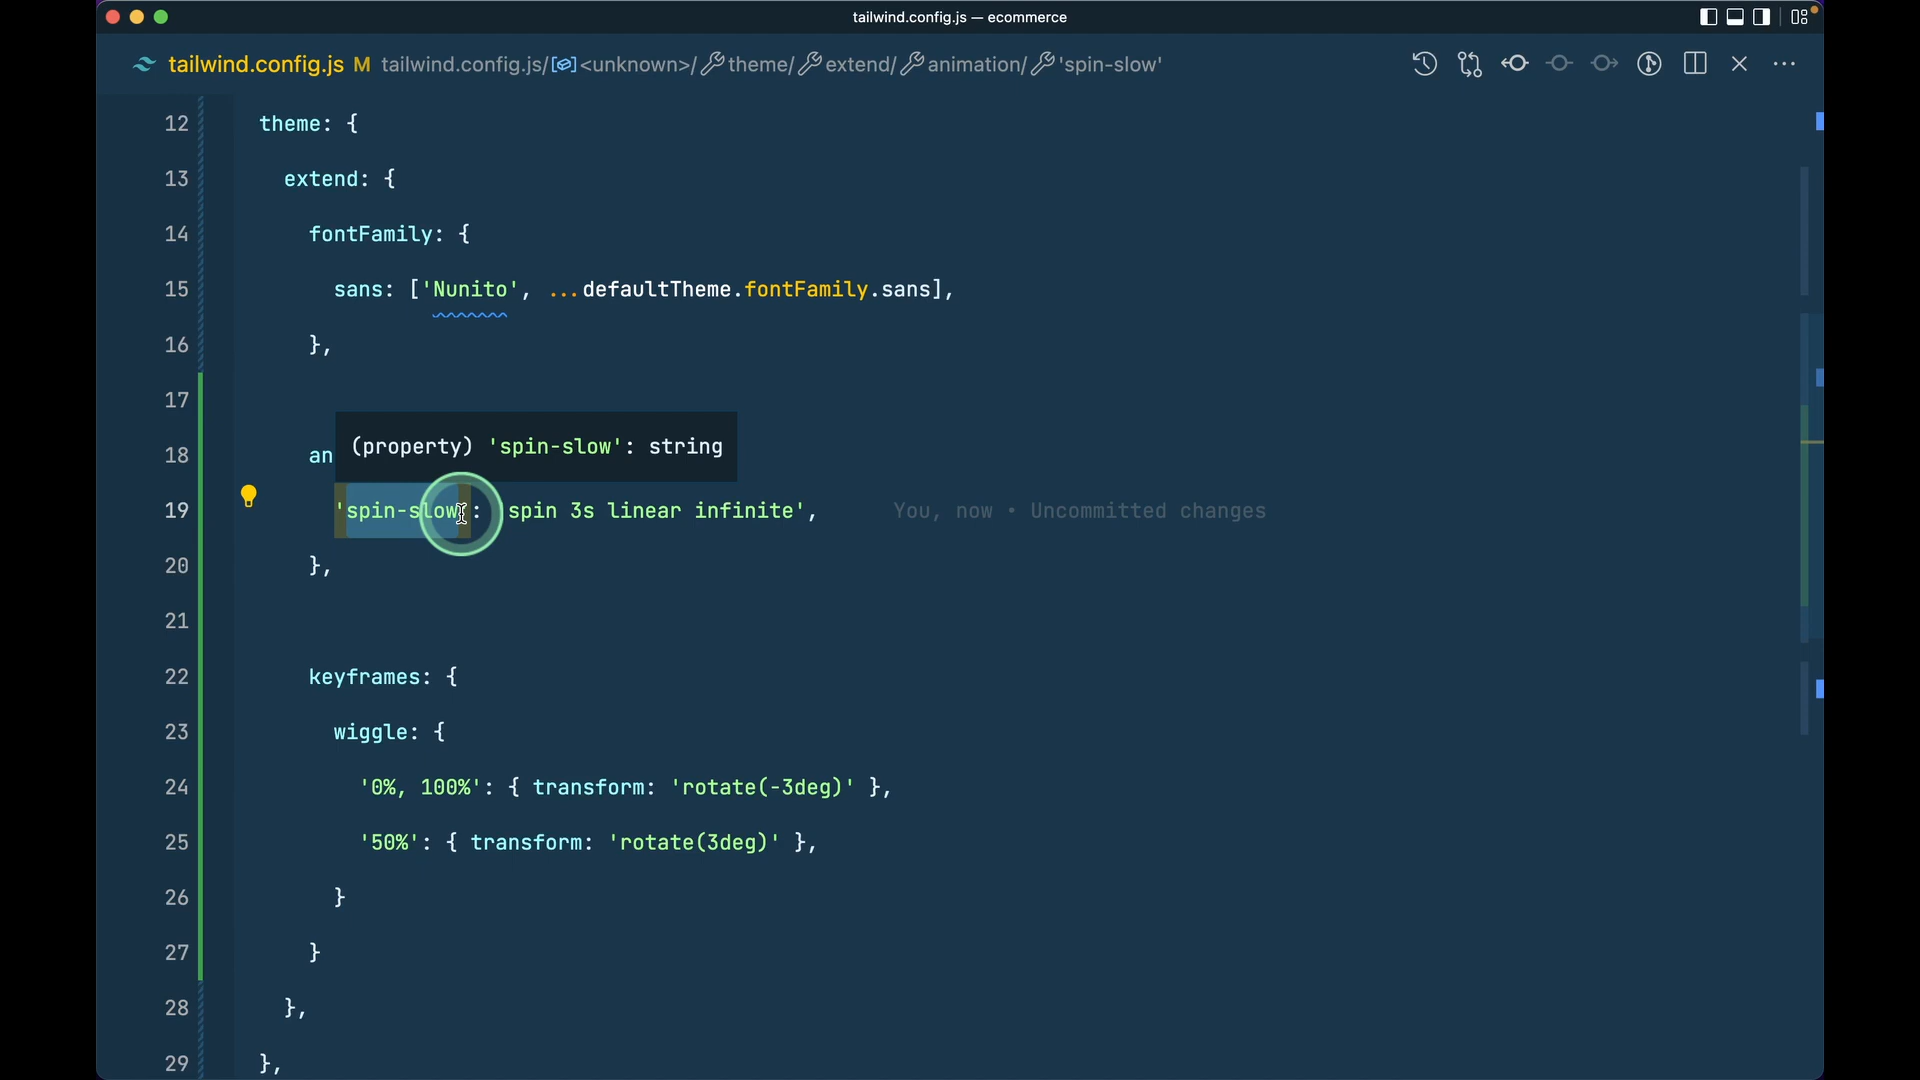 tailwind.config.js — ecommerce
tailwind.config.js M tailwind.config.js/<unknown>/theme/extend/animation/'spin-slow'
12 theme: {
13 extend: {
14 fontFamily: {
15 sans: ['Nunito', ...defaultTheme.fontFamily.sans],
16 },
17
(property) 'spin-slow': string
18 an
19 'spin-slow': 'spin 3s linear infinite', You, now • Uncommitted changes
20 },
21
22 keyframes: {
23 wiggle: {
24 '0%, 100%': { transform: 'rotate(-3deg)' },
25 '50%': { transform: 'rotate(3deg)' },
26 }
27 }
28 },
29 },